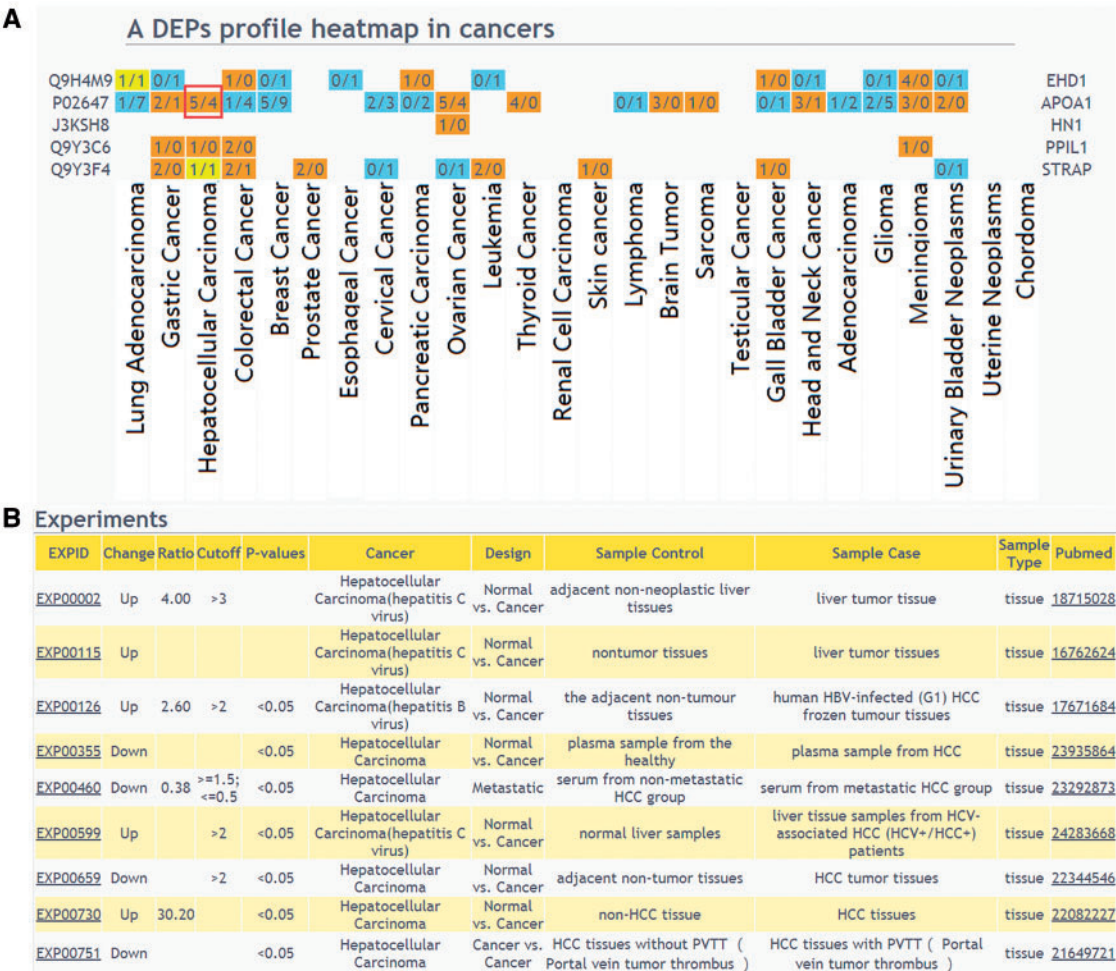 A
A DEPs profile heatmap in cancers
Q9H4M9 1/1 0/1 1/0 0/1 0/1 1/0 0/1 1/0 0/1 0/1 4/0 0/1 EHD1
P02647 1/7 2/1 5/4 1/4 5/9 2/3 0/2 5/4 4/0 0/1 3/0 1/0 0/1 3/1 1/2 2/5 3/0 2/0 APOA1
J3KSH8 1/0 HN1
Q9Y3C6 1/0 1/0 2/0 1/0 PPIL1
Q9Y3F4 2/0 1/1 2/1 2/0 0/1 0/1 2/0 1/0 1/0 0/1 STRAP
Lung Adenocarcinoma
Gastric Cancer
Hepatocellular Carcinoma
Colorectal Cancer
Breast Cancer
Prostate Cancer
Esophageal Cancer
Cervical Cancer
Pancreatic Carcinoma
Ovarian Cancer
Leukemia
Thyroid Cancer
Renal Cell Carcinoma
Skin cancer
Lymphoma
Brain Tumor
Sarcoma
Testicular Cancer
Gall Bladder Cancer
Head and Neck Cancer
Adenocarcinoma
Glioma
Meningioma
Urinary Bladder Neoplasms
Uterine Neoplasms
Chordoma
B
Experiments
EXPID Change Ratio Cutoff P-values Cancer Design Sample Control Sample Case Sample Type Pubmed
EXP00002 Up 4.00 >3 Hepatocellular Carcinoma(hepatitis C virus) Normal vs. Cancer adjacent non-neoplastic liver tissues liver tumor tissue tissue 18715028
EXP00115 Up Hepatocellular Carcinoma(hepatitis C virus) Normal vs. Cancer nontumor tissues liver tumor tissues tissue 16762624
EXP00126 Up 2.60 >2 <0.05 Hepatocellular Carcinoma(hepatitis B virus) Normal vs. Cancer the adjacent non-tumour tissues human HBV-infected (G1) HCC frozen tumour tissues tissue 17671684
EXP00355 Down <0.05 Hepatocellular Carcinoma Normal vs. Cancer plasma sample from the healthy plasma sample from HCC tissue 23935864
EXP00460 Down 0.38 >=1.5; <=0.5 <0.05 Hepatocellular Carcinoma Metastatic serum from non-metastatic HCC group serum from metastatic HCC group tissue 23292873
EXP00599 Up >2 <0.05 Hepatocellular Carcinoma(hepatitis C virus) Normal vs. Cancer normal liver samples liver tissue samples from HCV-associated HCC (HCV+/HCC+) patients tissue 24283668
EXP00659 Down >2 <0.05 Hepatocellular Carcinoma Normal vs. Cancer adjacent non-tumor tissues HCC tumor tissues tissue 22344546
EXP00730 Up 30.20 <0.05 Hepatocellular Carcinoma Normal vs. Cancer non-HCC tissue HCC tissues tissue 22082227
EXP00751 Down <0.05 Hepatocellular Carcinoma Cancer vs. Cancer HCC tissues without PVTT ( Portal vein tumor thrombus ) HCC tissues with PVTT ( Portal vein tumor thrombus ) tissue 21649721